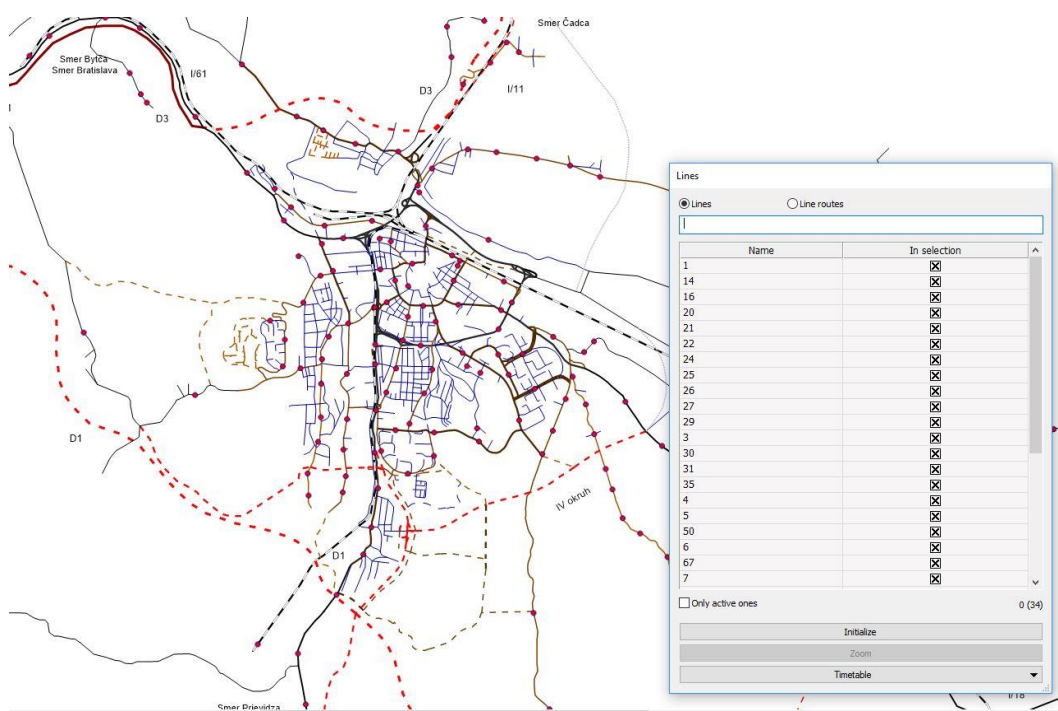 Smer Čadca
Smer Bytča
Smer Bratislava
I/61
D3
D3
I/11
D1
IV okruh
D1
Smer Prievidza
I/18
Lines
Lines
Line routes
Name
In selection
1
14
16
20
21
22
24
25
26
27
29
3
30
31
35
4
5
50
6
67
7
Only active ones
0 (34)
Initialize
Zoom
Timetable